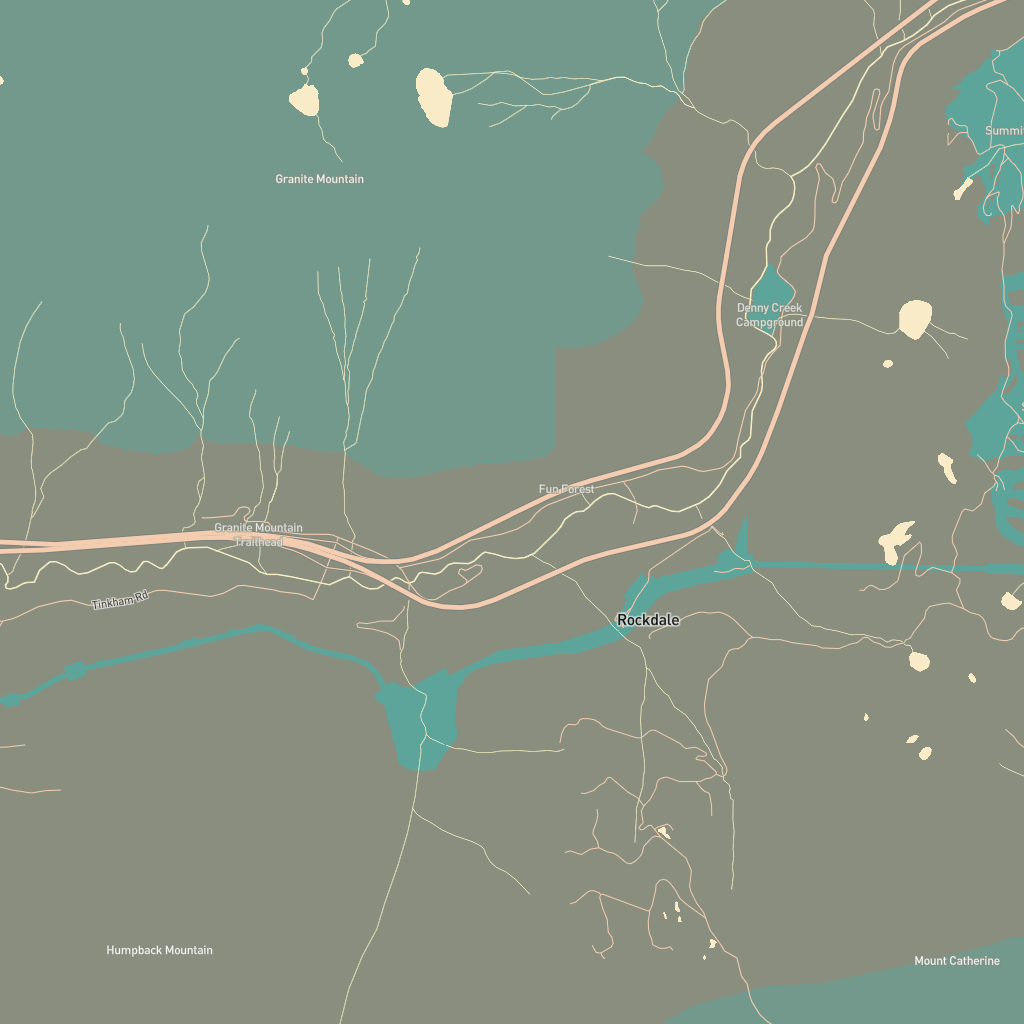 Summit
Granite Mountain
Denny Creek
Campground
Fun Forest
Granite Mountain
Trailhead
Tinkham Rd
Rockdale
Humpback Mountain
Mount Catherine